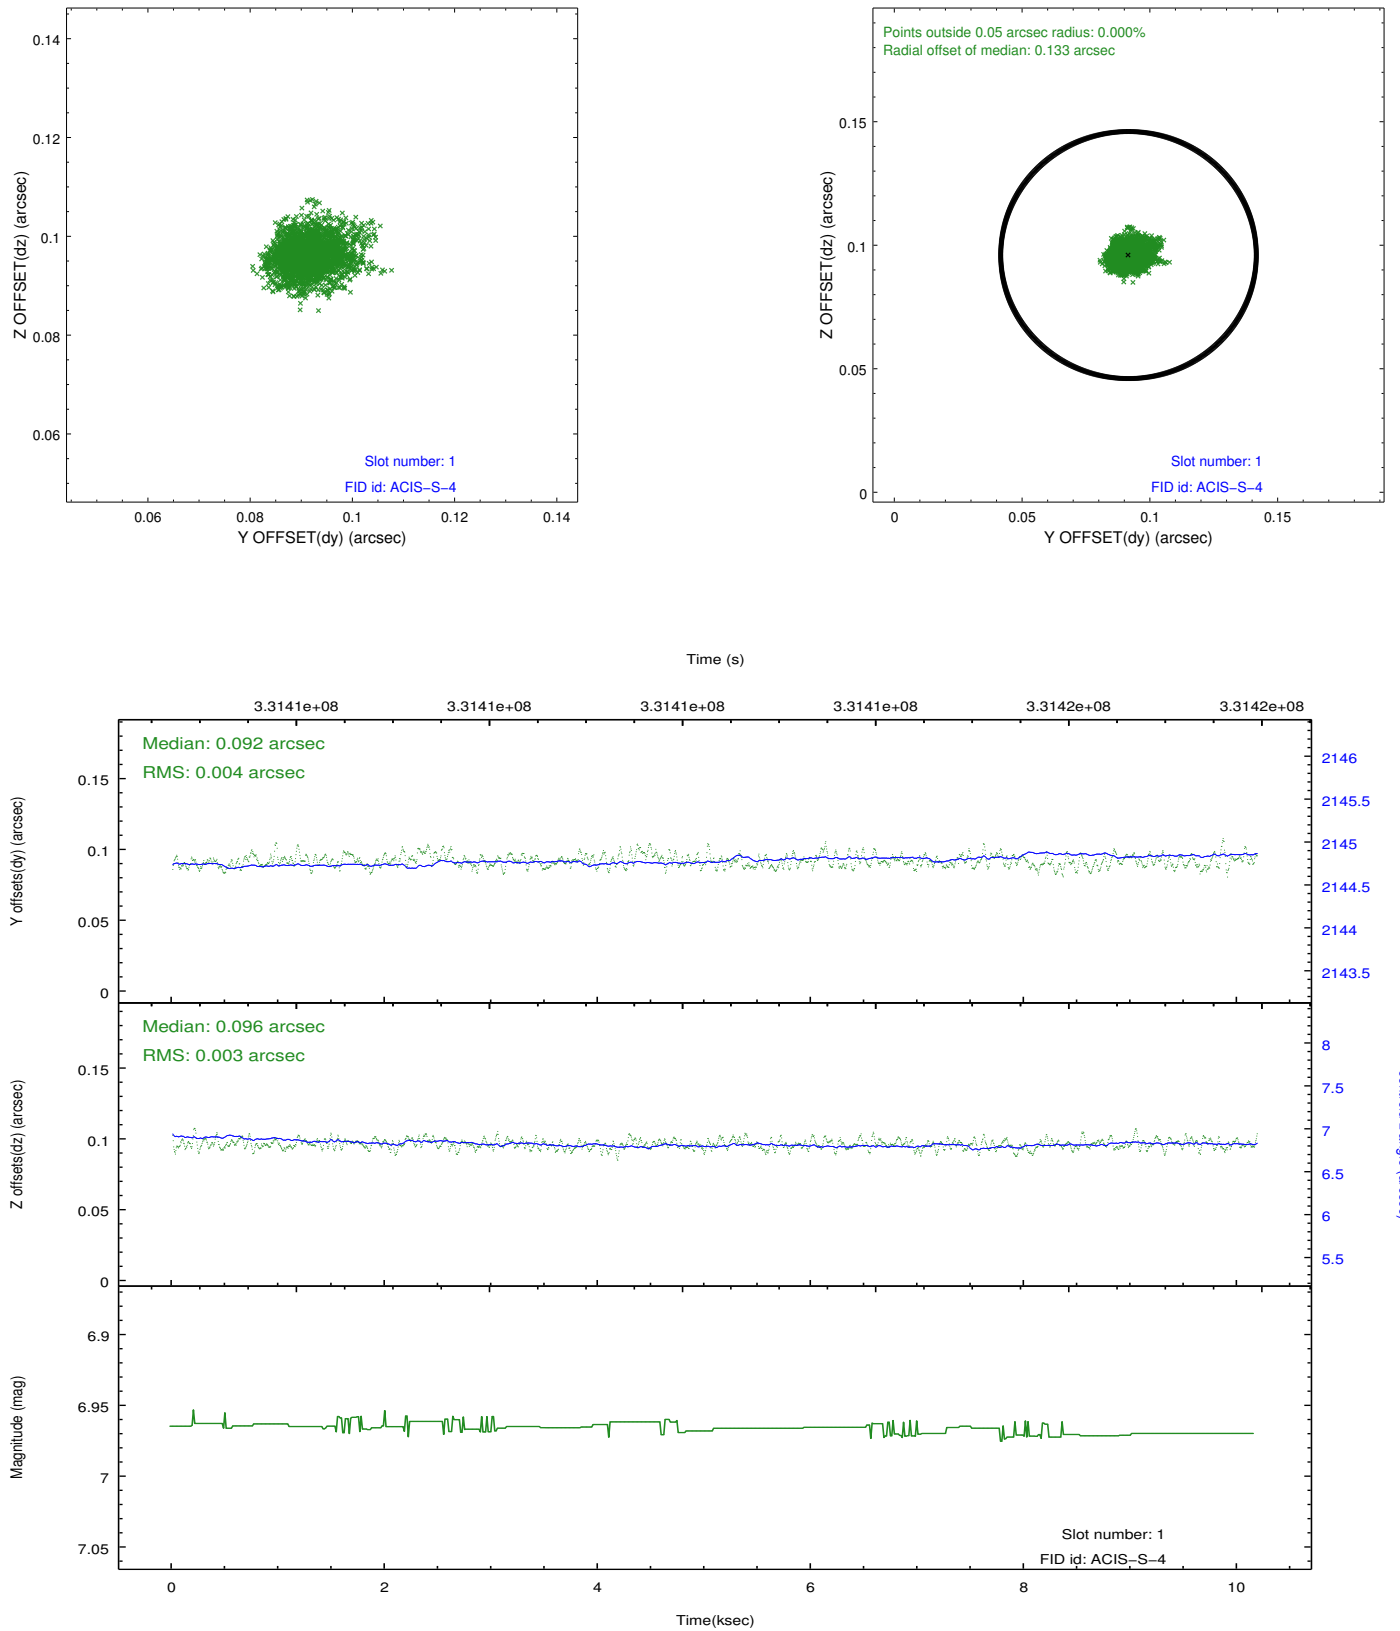 0.14
0.12
0.1
0.08
0.06
Z OFFSET(dz) (arcsec)
Slot number: 1
FID id: ACIS−S−4
0.06 0.08 0.1 0.12 0.14
Y OFFSET(dy) (arcsec)
Points outside 0.05 arcsec radius: 0.000%
Radial offset of median: 0.133 arcsec
0.15
0.1
0.05
0
Z OFFSET(dz) (arcsec)
Slot number: 1
FID id: ACIS−S−4
0 0.05 0.1 0.15
Y OFFSET(dy) (arcsec)
Time (s)
3.3141e+08 3.3141e+08 3.3141e+08 3.3141e+08 3.3142e+08 3.3142e+08
Median: 0.092 arcsec
RMS: 0.004 arcsec
0.15
0.1
0.05
0
Y offsets(dy) (arcsec)
2146
2145.5
2145
2144.5
2144
2143.5
Median: 0.096 arcsec
RMS: 0.003 arcsec
0.15
0.1
0.05
0
Z offsets(dz) (arcsec)
8
7.5
7
6.5
6
5.5
6.9
6.95
7
7.05
Magnitude (mag)
Slot number: 1
FID id: ACIS−S−4
0 2 4 6 8 10
Time(ksec)